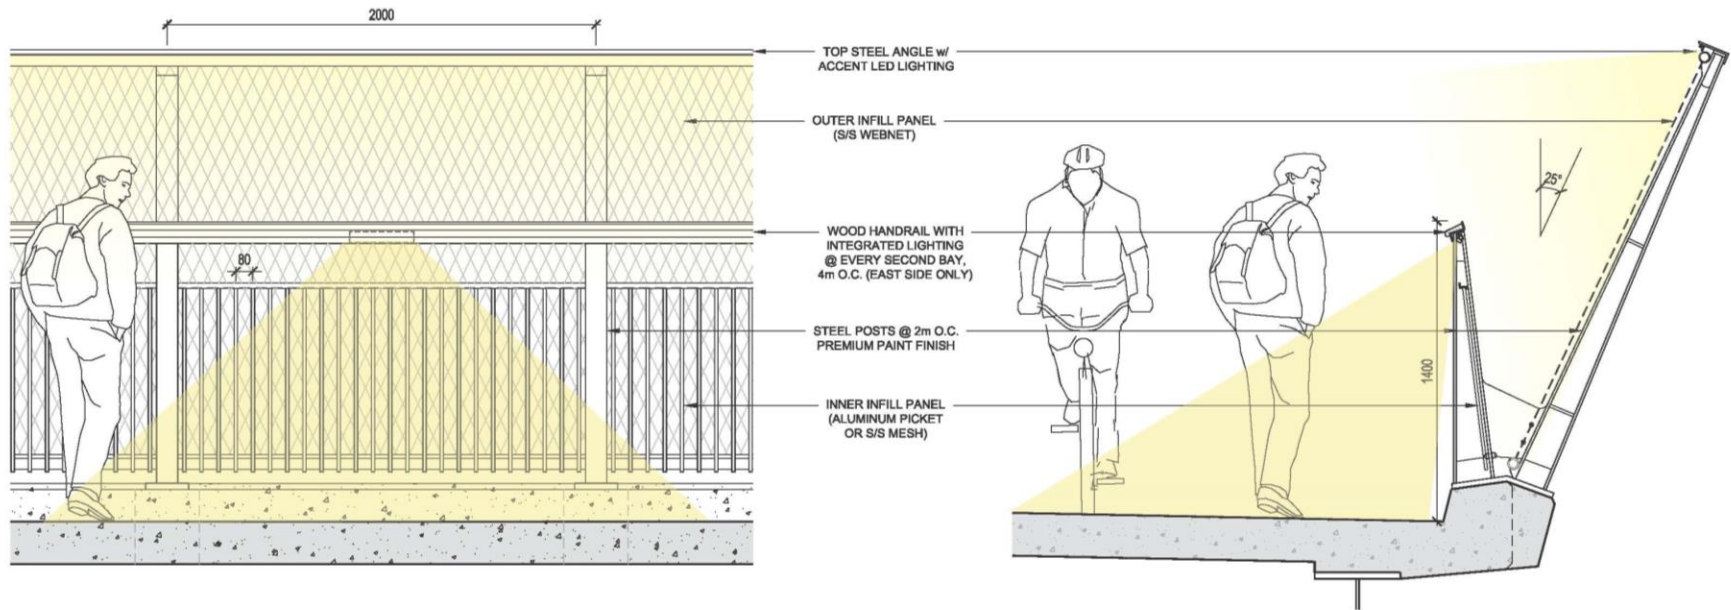 2000
TOP STEEL ANGLE w/
ACCENT LED LIGHTING
OUTER INFILL PANEL
(S/S WEBNET)
25°
WOOD HANDRAIL WITH
INTEGRATED LIGHTING
@ EVERY SECOND BAY,
4m O.C. (EAST SIDE ONLY)
80
STEEL POSTS @ 2m O.C.
PREMIUM PAINT FINISH
1400
INNER INFILL PANEL
(ALUMINUM PICKET
OR S/S MESH)